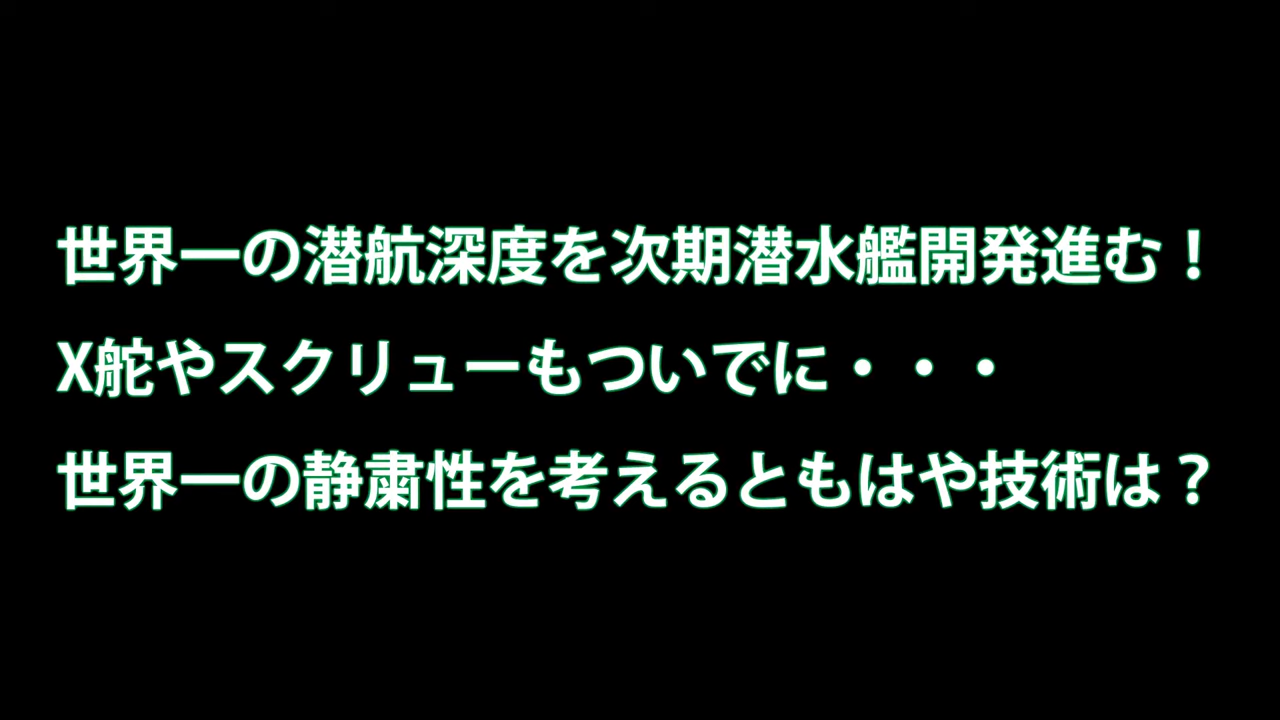 世界一の潜航深度を次期潜水艦開発進む！
X舵やスクリューもついでに・・・
世界一の静粛性を考えるともはや技術は？